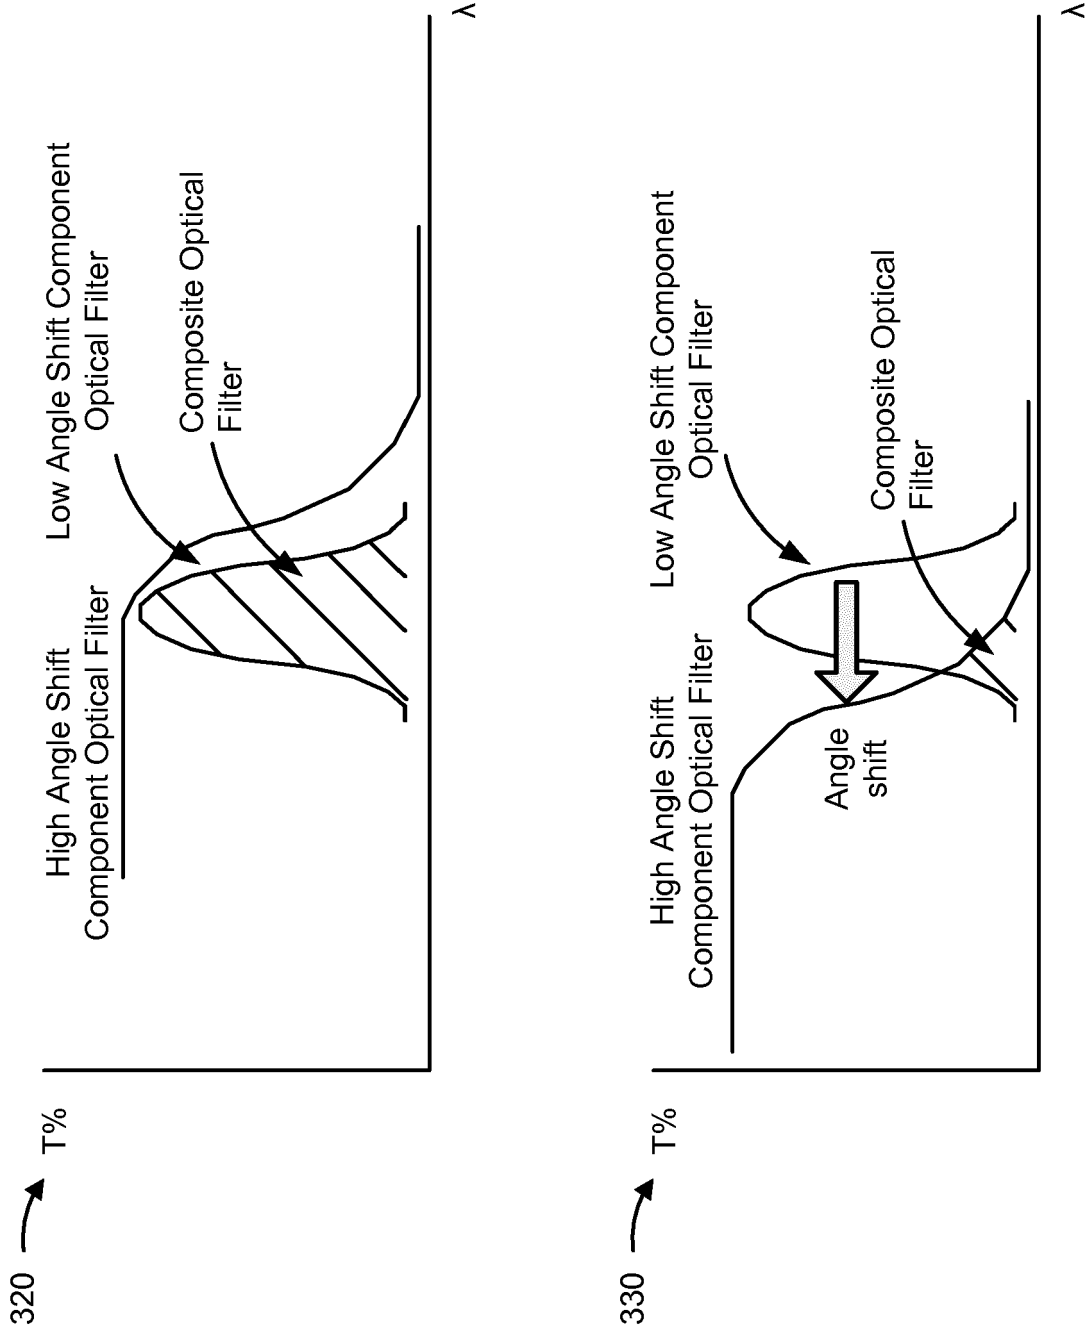 320
T%
High Angle Shift
Component Optical Filter
Low Angle Shift Component
Optical Filter
Composite Optical
Filter
λ
330
T%
High Angle Shift
Component Optical Filter
Low Angle Shift Component
Optical Filter
Composite Optical
Filter
Angle
shift
λ